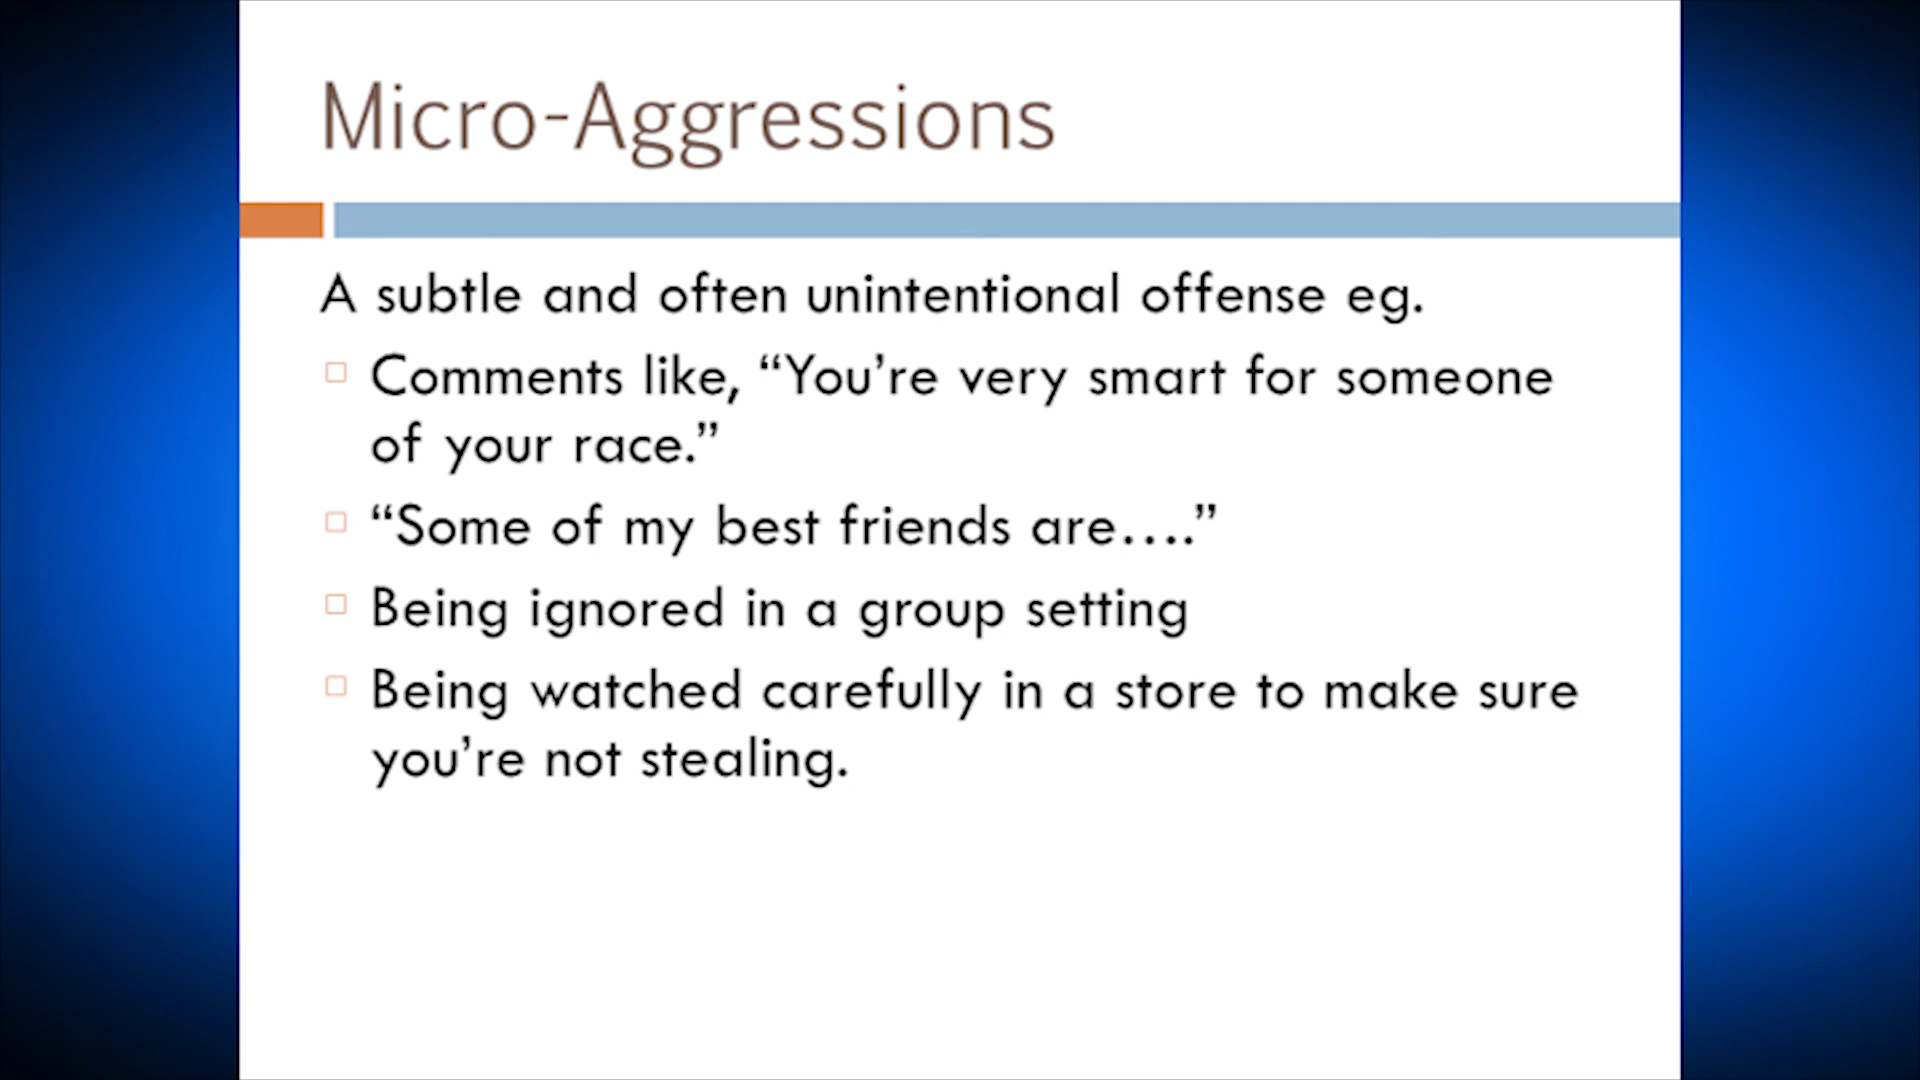 Micro-Aggressions
A subtle and often unintentional offense eg.
Comments like, “You’re very smart for someone
of your race.”
“Some of my best friends are….”
Being ignored in a group setting
Being watched carefully in a store to make sure
you’re not stealing.